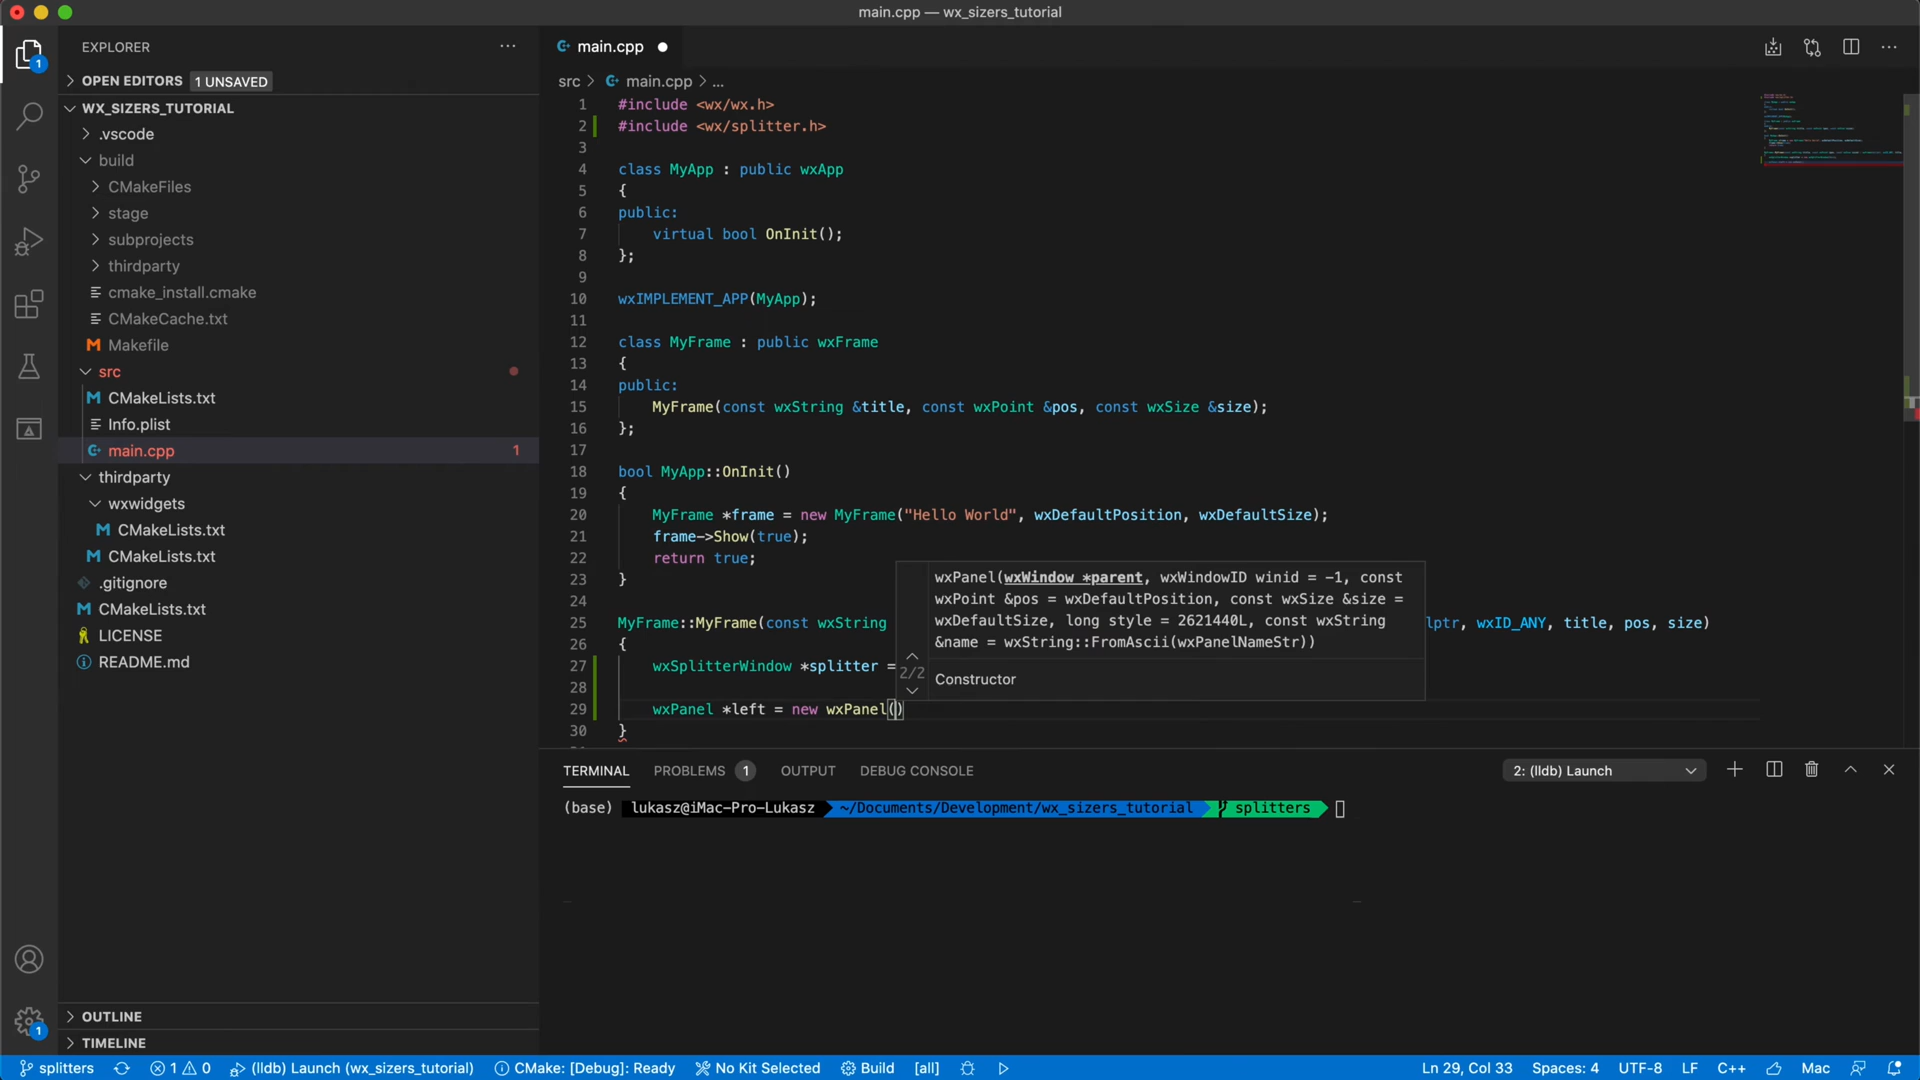 main.cpp — wx_sizers_tutorial
EXPLORER
OPEN EDITORS 1 UNSAVED
WX_SIZERS_TUTORIAL
.vscode
build
CMakeFiles
stage
subprojects
thirdparty
cmake_install.cmake
CMakeCache.txt
Makefile
src
CMakeLists.txt
Info.plist
main.cpp 1
thirdparty
wxwidgets
CMakeLists.txt
CMakeLists.txt
.gitignore
CMakeLists.txt
LICENSE
README.md
OUTLINE
TIMELINE
1
1
main.cpp
src > main.cpp > ...
1 #include <wx/wx.h>
2 #include <wx/splitter.h>
3
4 class MyApp : public wxApp
5 {
6 public:
7 virtual bool OnInit();
8 };
9
10 wxIMPLEMENT_APP(MyApp);
11
12 class MyFrame : public wxFrame
13 {
14 public:
15 MyFrame(const wxString &title, const wxPoint &pos, const wxSize &size);
16 };
17
18 bool MyApp::OnInit()
19 {
20 MyFrame *frame = new MyFrame("Hello World", wxDefaultPosition, wxDefaultSize);
21 frame->Show(true);
22 return true;
23 }
24
25 MyFrame::MyFrame(const wxString lptr, wxID_ANY, title, pos, size)
26 {
27 wxSplitterWindow *splitter =
28
29 wxPanel *left = new wxPanel()
30 }
2/2
wxPanel(wxWindow *parent, wxWindowID winid = −1, const
wxPoint &pos = wxDefaultPosition, const wxSize &size =
wxDefaultSize, long style = 2621440L, const wxString
&name = wxString::FromAscii(wxPanelNameStr))
Constructor
TERMINAL PROBLEMS 1 OUTPUT DEBUG CONSOLE 2: (lldb) Launch
(base) lukasz@iMac-Pro-Lukasz ~/Documents/Development/wx_sizers_tutorial splitters
splitters 1 0 (lldb) Launch (wx_sizers_tutorial) CMake: [Debug]: Ready No Kit Selected Build [all] Ln 29, Col 33 Spaces: 4 UTF-8 LF C++ Mac